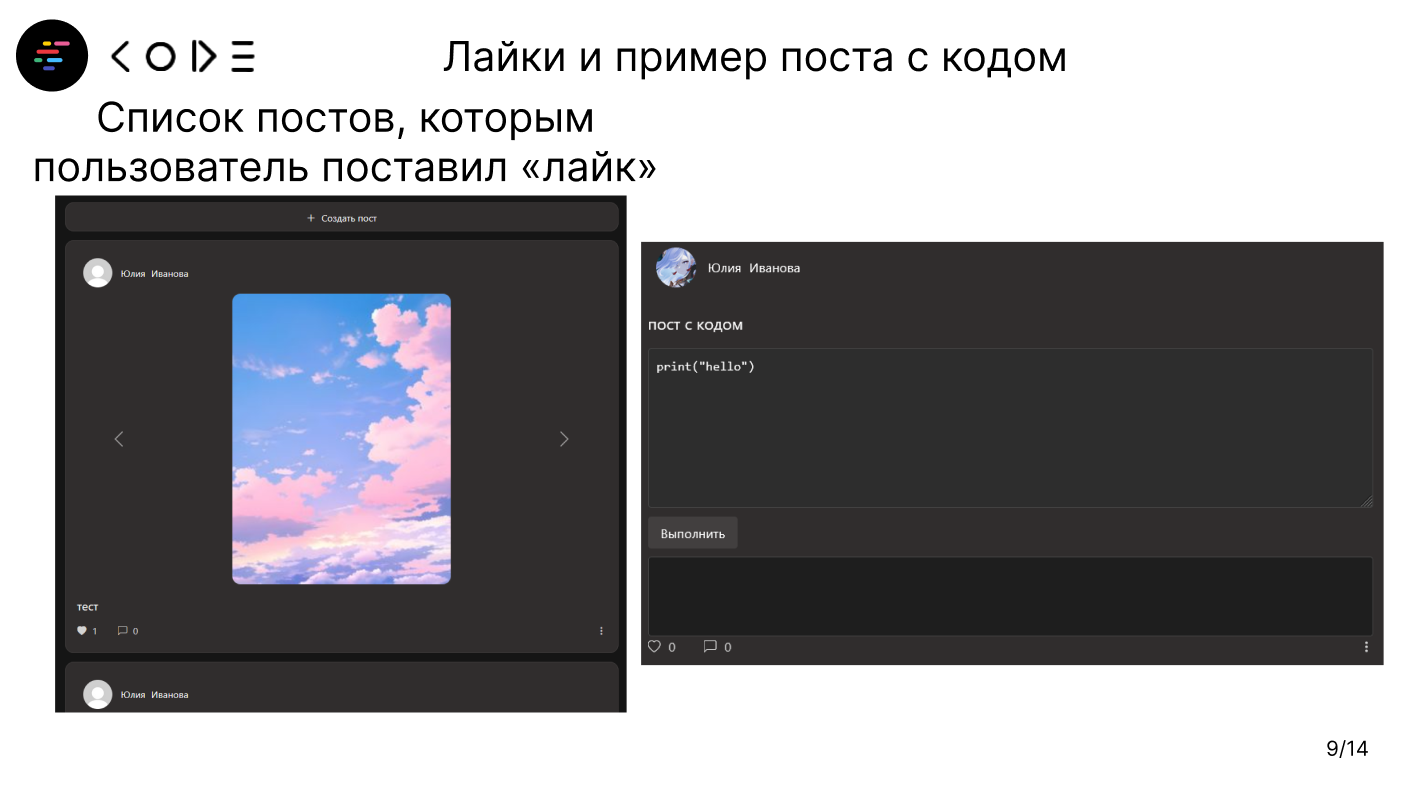 <O|>Ξ
Лайки и пример поста с кодом
Список постов, которым
пользователь поставил «лайк»
+ Создать пост
Юлия Иванова
тест
1 0
Юлия Иванова
Юлия Иванова
пост с кодом
print("hello")
Выполнить
0 0
9/14